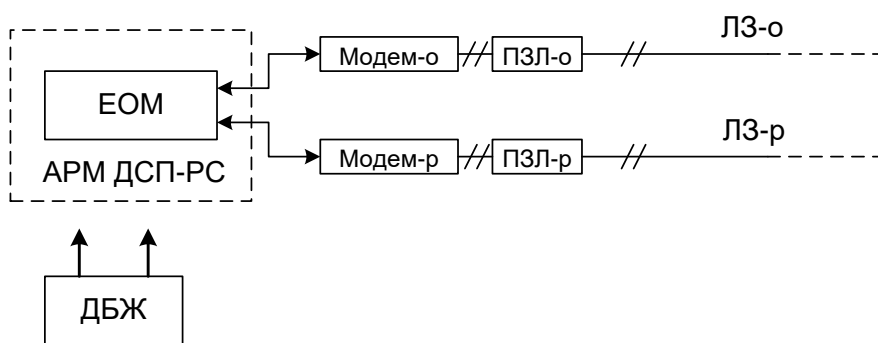 ЛЗ-о
Модем-о ПЗЛ-о
ЕОМ
ЛЗ-р
Модем-р ПЗЛ-р
АРМ ДСП-РС
ДБЖ